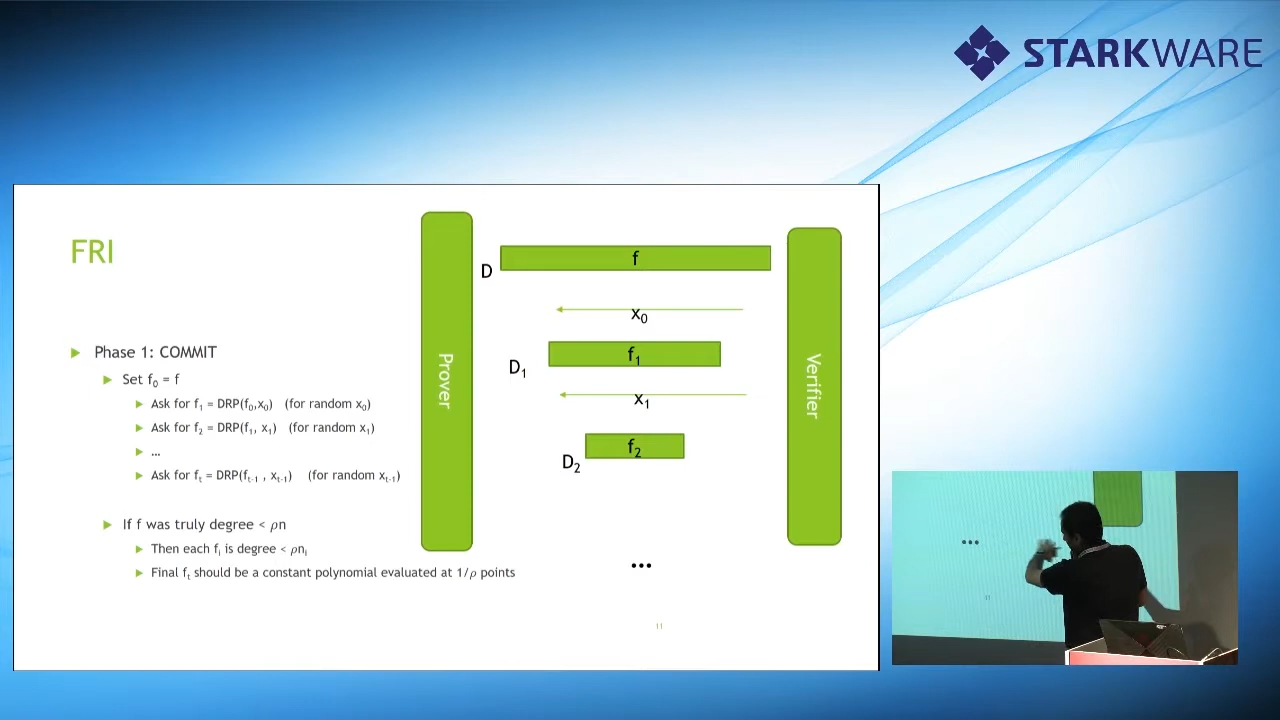 STARKWARE
FRI
Phase 1: COMMIT
Set f0 = f
Ask for f1 = DRP(f0,x0) (for random x0)
Ask for f2 = DRP(f1, x1) (for random x1)
...
Ask for ft = DRP(ft-1 , xt-1) (for random xt-1)
If f was truly degree < ρn
Then each fi is degree < ρni
Final ft should be a constant polynomial evaluated at 1/ρ points
Prover
D
f
x0
D1
f1
x1
D2
f2
...
Verifier
11
...